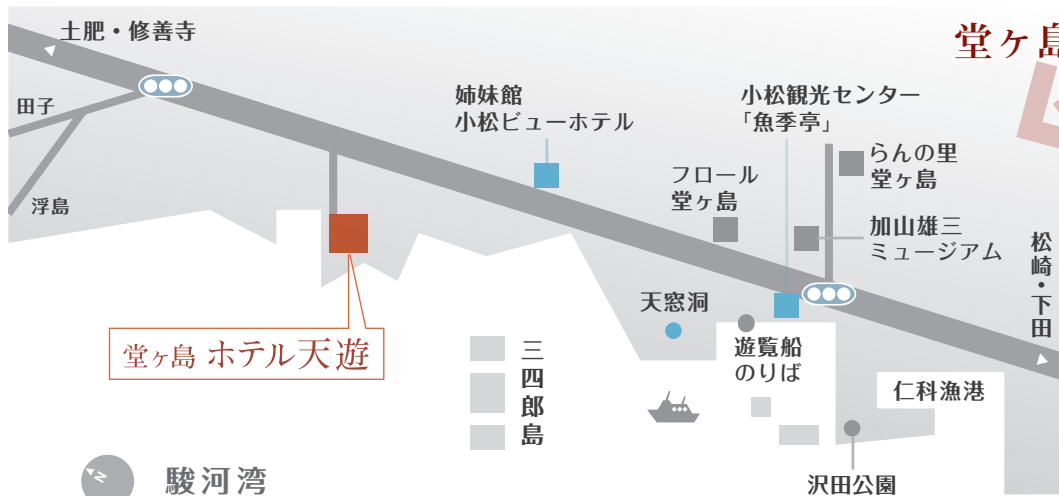 土肥・修善寺
堂ヶ島
田子
浮島
姉妹館
小松ビューホテル
小松観光センター
「魚季亭」
フロール
堂ヶ島
らんの里
堂ヶ島
加山雄三
ミュージアム
松崎・下田
天窓洞
遊覧船
のりば
堂ヶ島 ホテル天遊
三四郎島
仁科漁港
沢田公園
駿河湾
N